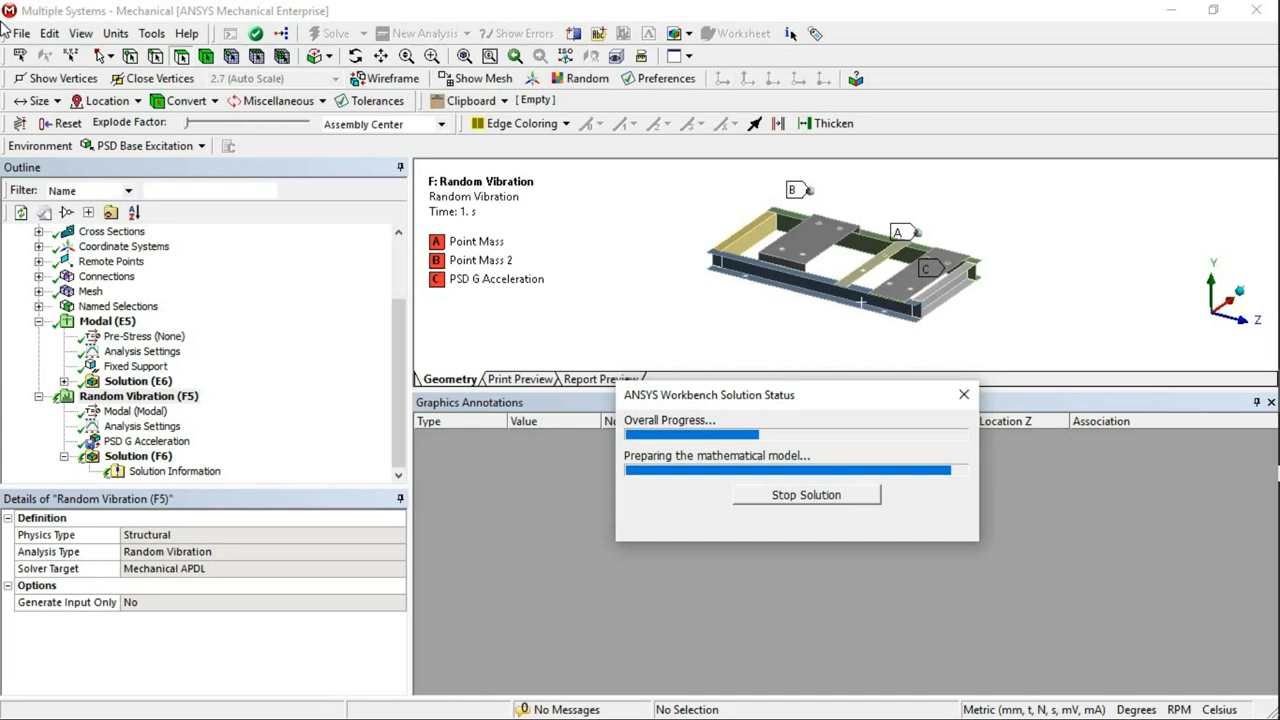 Multiple Systems - Mechanical [ANSYS Mechanical Enterprise]
File Edit View Units Tools Help Solve New Analysis Show Errors Worksheet
Show Vertices Close Vertices 2.7 (Auto Scale) Wireframe Show Mesh Random Preferences
Size Location Convert Miscellaneous Tolerances Clipboard [ Empty]
Reset Explode Factor: Assembly Center Edge Coloring Thicken
Environment PSD Base Excitation
Outline
Filter: Name
Cross Sections
Coordinate Systems
Remote Points
Connections
Mesh
Named Selections
Modal (E5)
Pre-Stress (None)
Analysis Settings
Fixed Support
Solution (E6)
Random Vibration (F5)
Modal (Modal)
Analysis Settings
PSD G Acceleration
Solution (F6)
Solution Information
Details of "Random Vibration (F5)"
Definition
Physics Type Structural
Analysis Type Random Vibration
Solver Target Mechanical APDL
Options
Generate Input Only No
F: Random Vibration
Random Vibration
Time: 1. s
A Point Mass
B Point Mass 2
C PSD G Acceleration
B
A
C
Y
Z
Geometry Print Preview Report Preview
Graphics Annotations
Type Value Location Z Association
ANSYS Workbench Solution Status
Overall Progress...
Preparing the mathematical model...
Stop Solution
0 No Messages No Selection Metric (mm, t, N, s, mV, mA) Degrees RPM Celsius